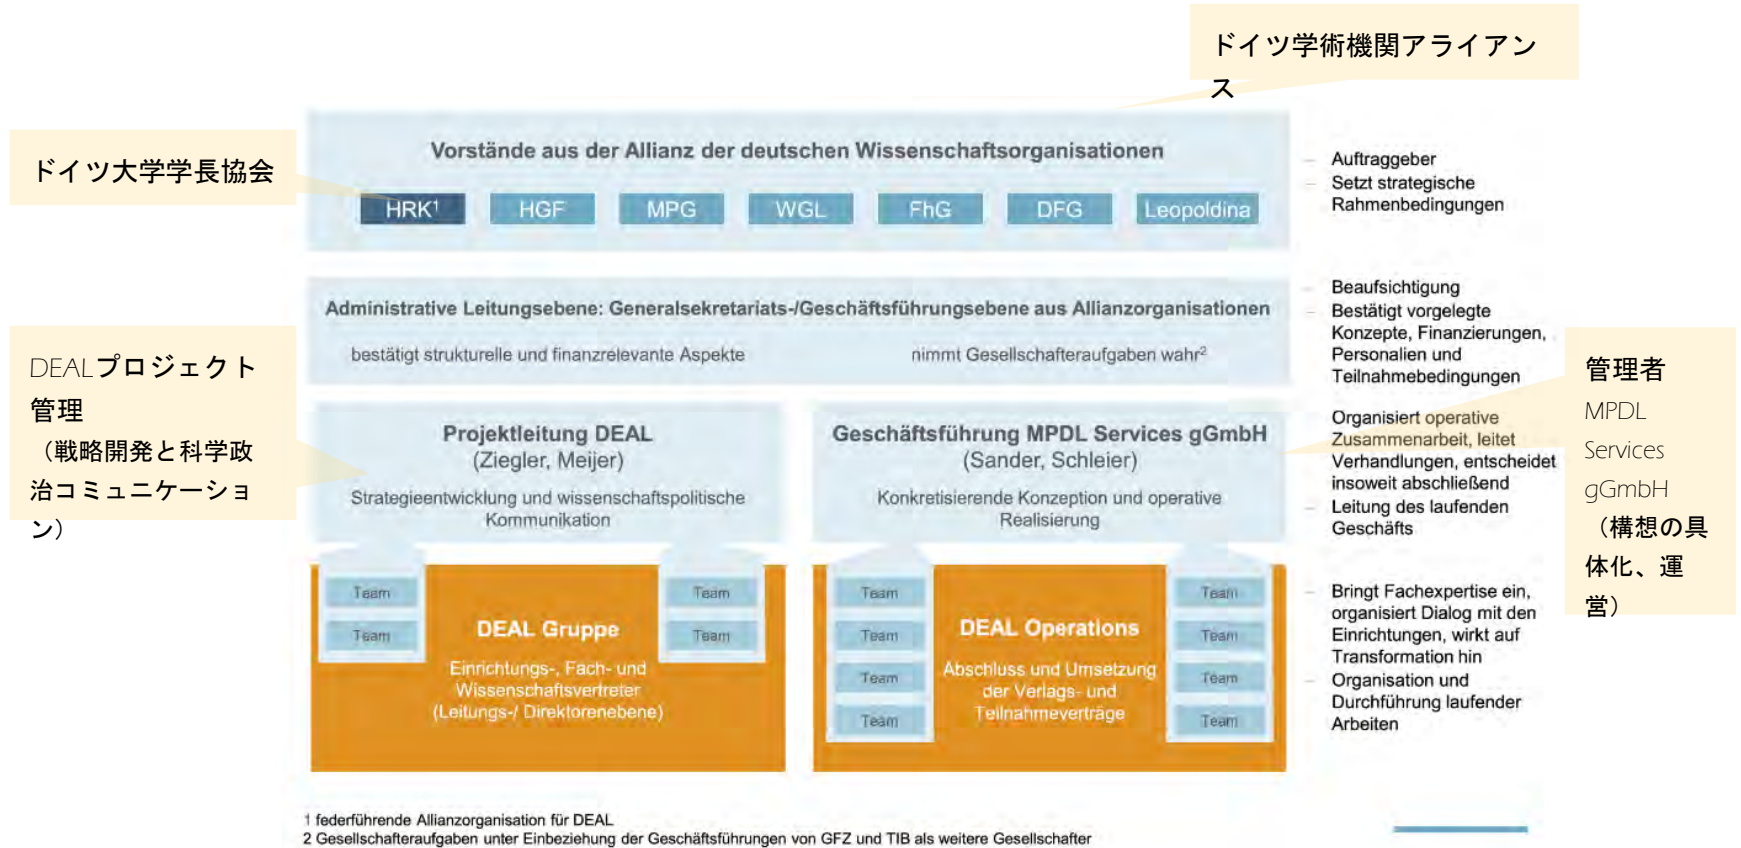 ドイツ学術機関アライアン
ス
ドイツ大学学長協会
Vorstände aus der Allianz der deutschen Wissenschaftsorganisationen
HRK¹
HGF
MPG
WGL
FhG
DFG
Leopoldina
– Auftraggeber
– Setzt strategische
Rahmenbedingungen
Administrative Leitungsebene: Generalsekretariats-/Geschäftsführungsebene aus Allianzorganisationen
bestätigt strukturelle und finanzrelevante Aspekte
nimmt Gesellschafteraufgaben wahr²
– Beaufsichtigung
– Bestätigt vorgelegte
Konzepte, Finanzierungen,
Personalien und
Teilnahmebedingungen
DEALプロジェクト
管理
（戦略開発と科学政
治コミュニケーショ
ン）
Projektleitung DEAL
(Ziegler, Meijer)
Strategieentwicklung und wissenschaftspolitische
Kommunikation
Geschäftsführung MPDL Services gGmbH
(Sander, Schleier)
Konkretisierende Konzeption und operative
Realisierung
– Organisiert operative
Zusammenarbeit, leitet
Verhandlungen, entscheidet
insoweit abschließend
– Leitung des laufenden
Geschäfts
管理者
MPDL
Services
gGmbH
（構想の具
体化、運
営）
Team
Team
Team
Team
DEAL Gruppe
Einrichtungs-, Fach- und
Wissenschaftsvertreter
(Leitungs-/ Direktorenebene)
Team
Team
Team
Team
Team
Team
Team
Team
DEAL Operations
Abschluss und Umsetzung
der Verlags- und
Teilnahmeverträge
– Bringt Fachexpertise ein,
organisiert Dialog mit den
Einrichtungen, wirkt auf
Transformation hin
– Organisation und
Durchführung laufender
Arbeiten
1 federführende Allianzorganisation für DEAL
2 Gesellschafteraufgaben unter Einbeziehung der Geschäftsführungen von GFZ und TIB als weitere Gesellschafter